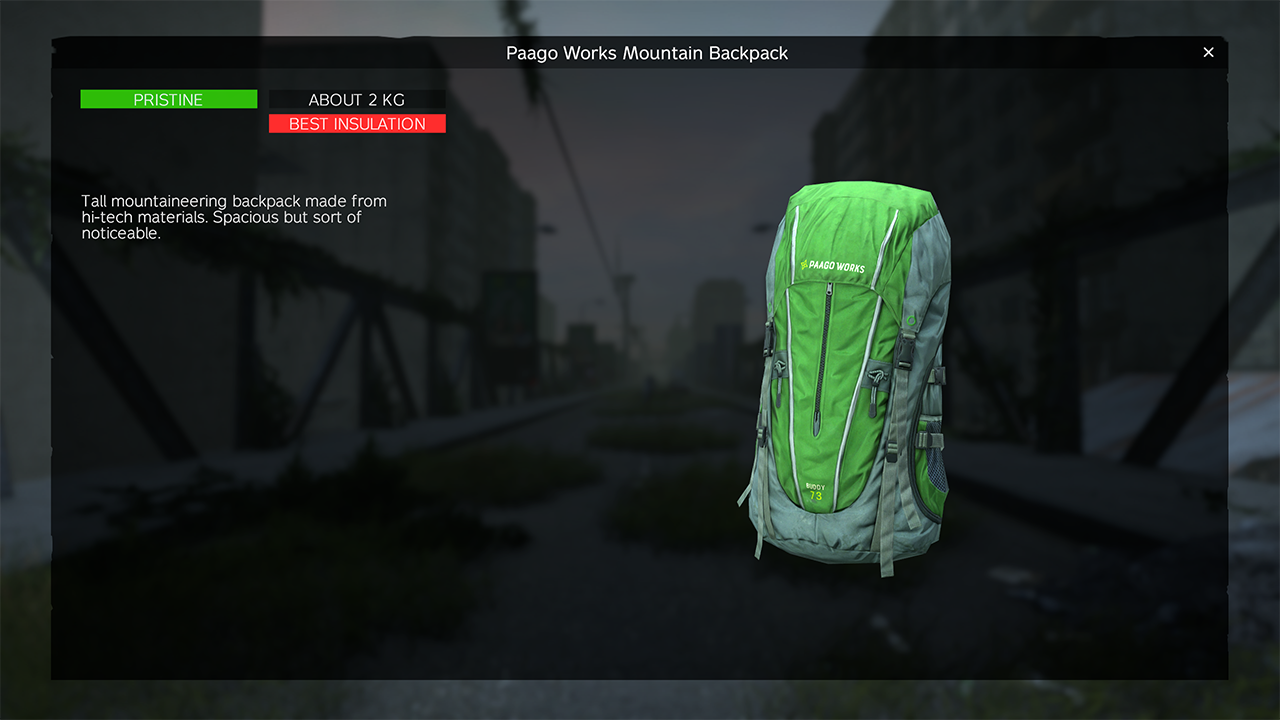 Paago Works Mountain Backpack
PRISTINE
ABOUT 2 KG
BEST INSULATION
Tall mountaineering backpack made from
hi-tech materials. Spacious but sort of
noticeable.
PAAGO WORKS
BUDDY
73